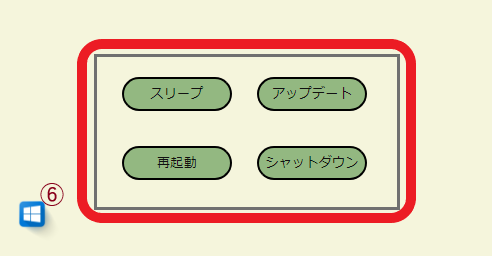 スリープ アップデート
再起動 シャットダウン
⑥